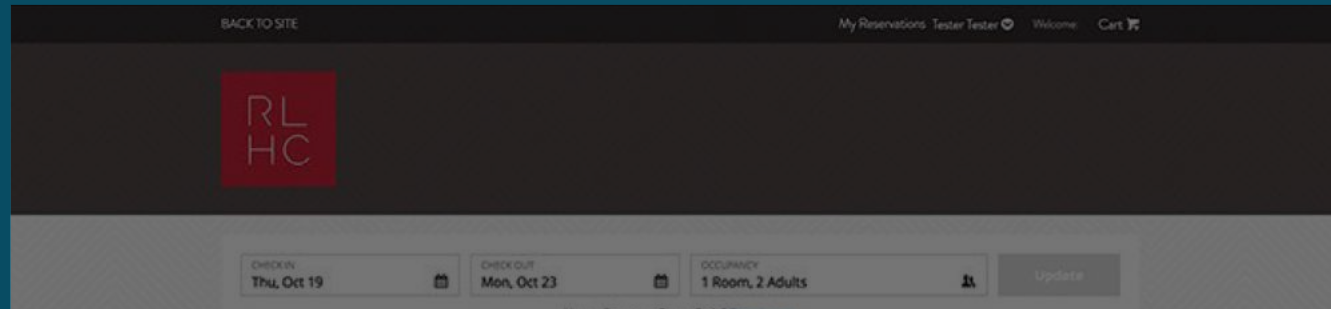 BACK TO SITE
My Reservations Tester Tester Welcome Cart
RL
HC
CHECK IN
Thu, Oct 19
CHECK OUT
Mon, Oct 23
OCCUPANCY
1 Room, 2 Adults
Update